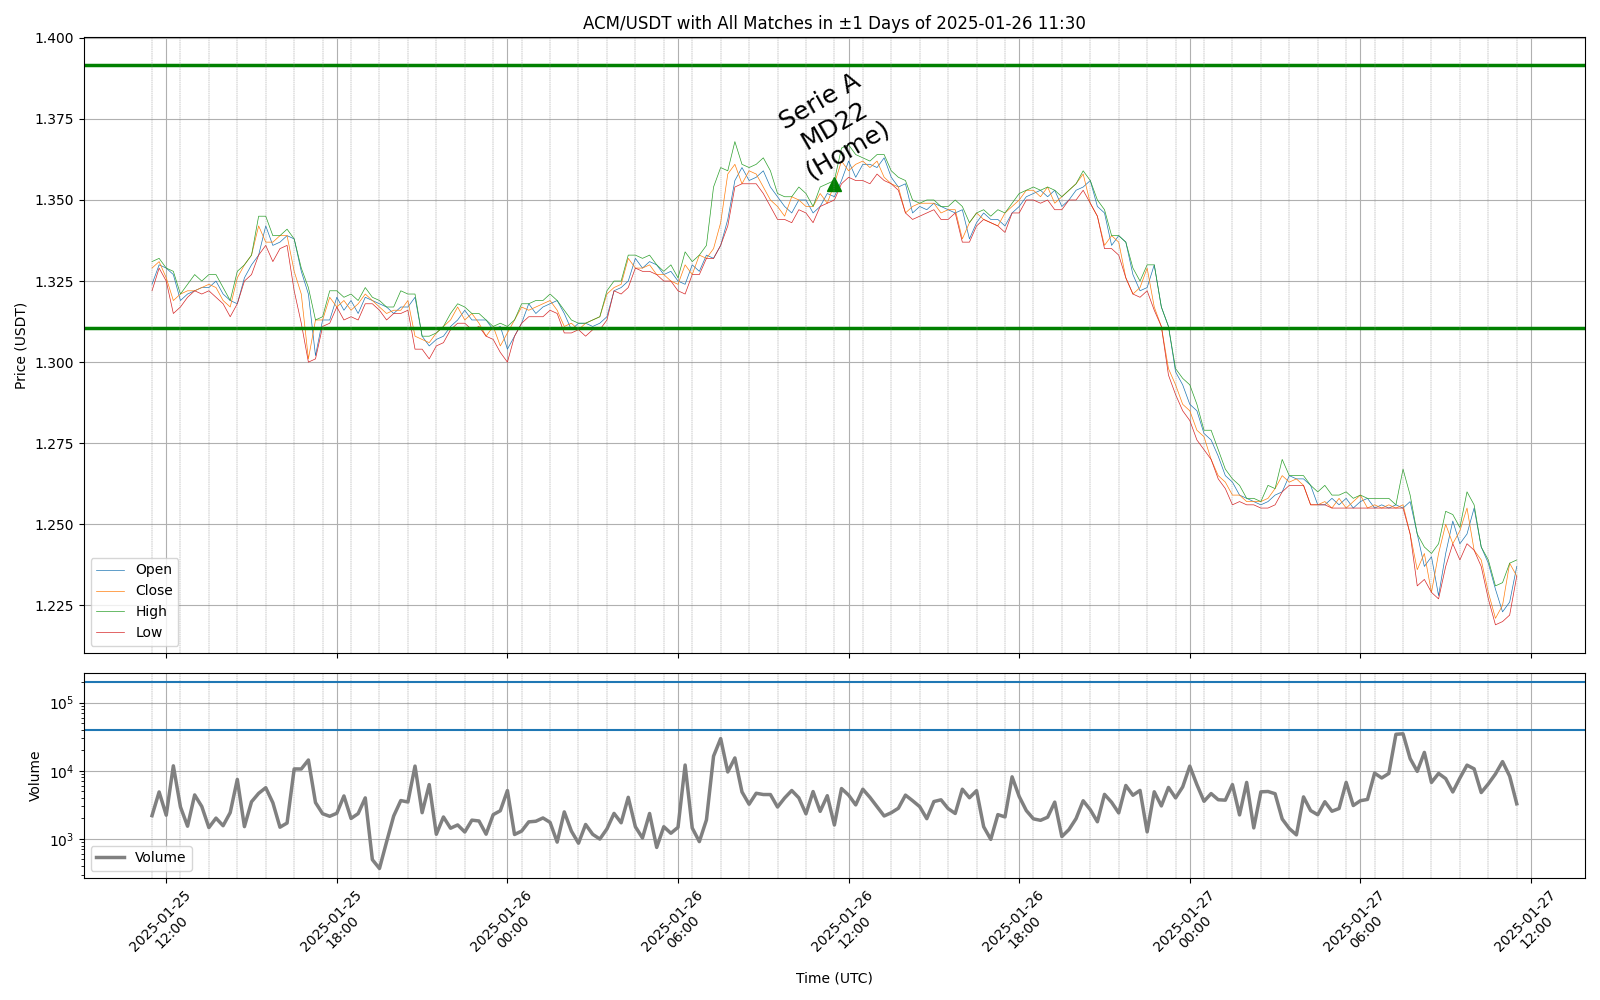 ACM/USDT with All Matches in ±1 Days of 2025-01-26 11:30
1.400
1.375
1.350
1.325
1.300
1.275
1.250
1.225
Price (USDT)
Serie A
MD22
(Home)
Open
Close
High
Low
10⁵
10⁴
10³
Volume
Volume
2025-01-25
12:00
2025-01-25
18:00
2025-01-26
00:00
2025-01-26
06:00
2025-01-26
12:00
2025-01-26
18:00
2025-01-27
00:00
2025-01-27
06:00
2025-01-27
12:00
Time (UTC)